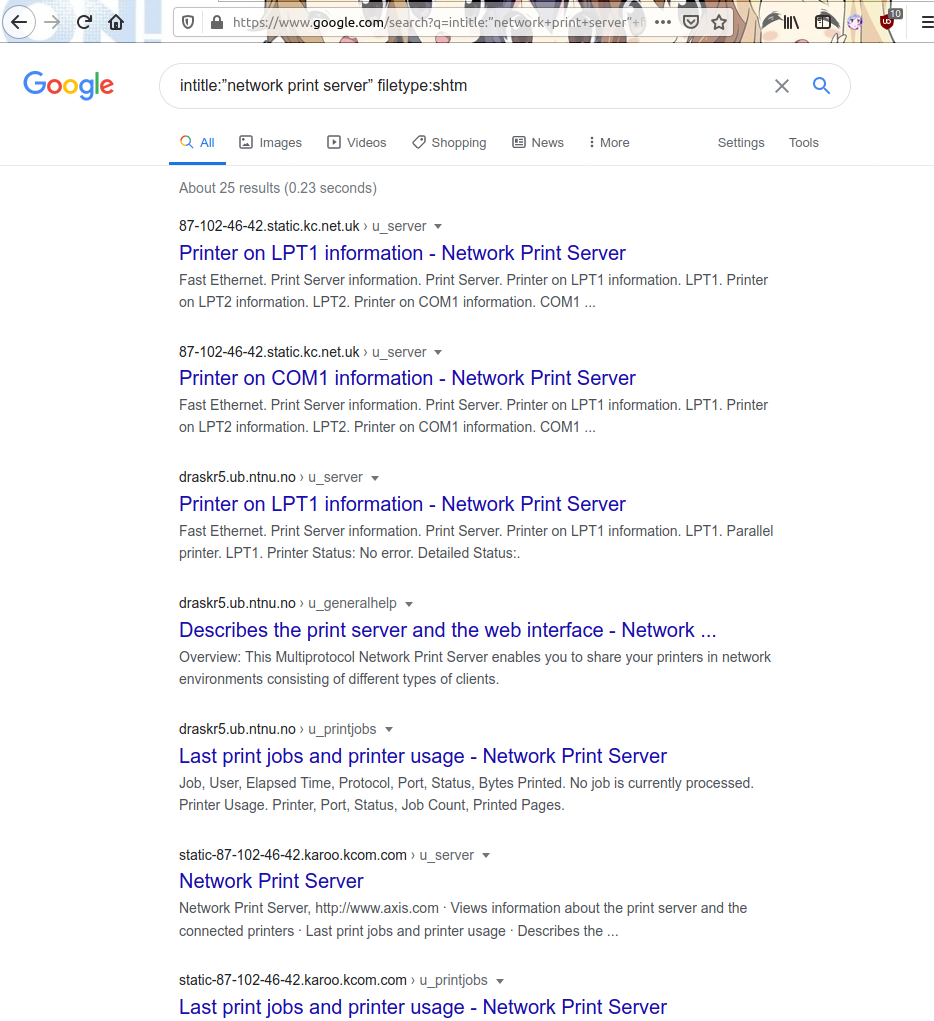 https://www.google.com/search?q=intitle:"network+print+server"+f
10
Google
intitle:”network print server” filetype:shtm
All Images Videos Shopping News More Settings Tools
About 25 results (0.23 seconds)
87-102-46-42.static.kc.net.uk › u_server
Printer on LPT1 information - Network Print Server
Fast Ethernet. Print Server information. Print Server. Printer on LPT1 information. LPT1. Printer
on LPT2 information. LPT2. Printer on COM1 information. COM1 ...
87-102-46-42.static.kc.net.uk › u_server
Printer on COM1 information - Network Print Server
Fast Ethernet. Print Server information. Print Server. Printer on LPT1 information. LPT1. Printer
on LPT2 information. LPT2. Printer on COM1 information. COM1 ...
draskr5.ub.ntnu.no › u_server
Printer on LPT1 information - Network Print Server
Fast Ethernet. Print Server information. Print Server. Printer on LPT1 information. LPT1. Parallel
printer. LPT1. Printer Status: No error. Detailed Status:.
draskr5.ub.ntnu.no › u_generalhelp
Describes the print server and the web interface - Network ...
Overview: This Multiprotocol Network Print Server enables you to share your printers in network
environments consisting of different types of clients.
draskr5.ub.ntnu.no › u_printjobs
Last print jobs and printer usage - Network Print Server
Job, User, Elapsed Time, Protocol, Port, Status, Bytes Printed. No job is currently processed.
Printer Usage. Printer, Port, Status, Job Count, Printed Pages.
static-87-102-46-42.karoo.kcom.com › u_server
Network Print Server
Network Print Server, http://www.axis.com · Views information about the print server and the
connected printers · Last print jobs and printer usage · Describes the ...
static-87-102-46-42.karoo.kcom.com › u_printjobs
Last print jobs and printer usage - Network Print Server